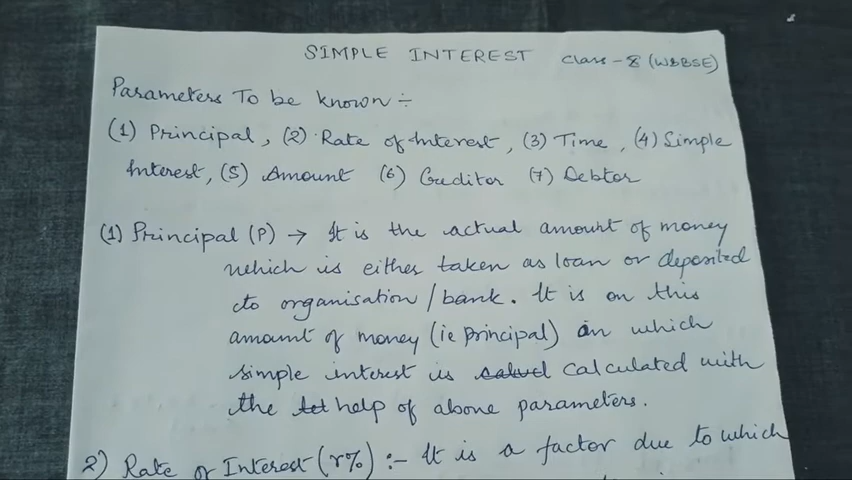 SIMPLE INTEREST Class-8 (WBBSE)
Parameters To be known :-
(1) Principal, (2) Rate of Interest, (3) Time, (4) Simple
Interest, (5) Amount (6) Creditor (7) Debtor
(1) Principal (P) → It is the actual amount of money
which is either taken as loan or deposited
to organisation/bank. It is on this
amount of money (ie principal) on which
simple interest is calculated with
the help of above parameters.
2) Rate of Interest (r%) :- It is a factor due to which